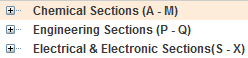 Chemical Sections (A - M)
Engineering Sections (P - Q)
Electrical & Electronic Sections(S - X)